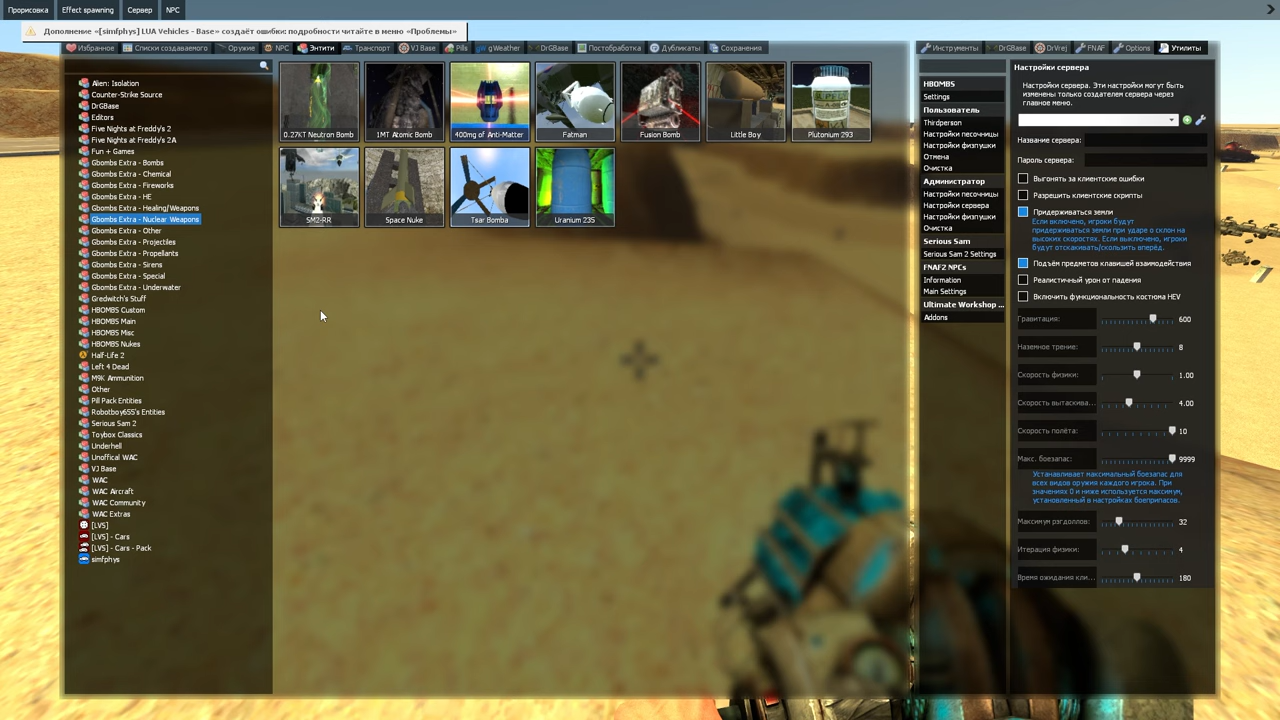 Прорисовка
Effect spawning
Сервер
NPC
Дополнение «[simfphys] LUA Vehicles - Base» создаёт ошибки: подробности читайте в меню «Проблемы»
Избранное
Списки создаваемого
Оружие
NPC
Энтити
Транспорт
VJ Base
Pills
gWeather
DrGBase
Постобработка
Дубликаты
Сохранения
Инструменты
DrGBase
DrVrej
FNAF
Options
Утилиты
Alien: Isolation
Counter-Strike Source
DrGBase
Editors
Five Nights at Freddy's 2
Five Nights at Freddy's 2A
Fun + Games
Gbombs Extra - Bombs
Gbombs Extra - Chemical
Gbombs Extra - Fireworks
Gbombs Extra - HE
Gbombs Extra - Healing/Weapons
Gbombs Extra - Nuclear Weapons
Gbombs Extra - Other
Gbombs Extra - Projectiles
Gbombs Extra - Propellants
Gbombs Extra - Sirens
Gbombs Extra - Special
Gbombs Extra - Underwater
Gredwitch's Stuff
HBOMBS Custom
HBOMBS Main
HBOMBS Misc
HBOMBS Nukes
Half-Life 2
Left 4 Dead
M9K Ammunition
Other
Pill Pack Entities
Robotboy655's Entities
Serious Sam 2
Toybox Classics
Underhell
Unoffical WAC
VJ Base
WAC
WAC Aircraft
WAC Community
WAC Extras
[LVS]
[LVS] - Cars
[LVS] - Cars - Pack
simfphys
0.27KT Neutron Bomb
1MT Atomic Bomb
400mg of Anti-Matter
Fatman
Fusion Bomb
Little Boy
Plutonium 293
SM2-RR
Space Nuke
Tsar Bomba
Uranium 235
HBOMBS
Settings
Пользователь
Thirdperson
Настройки песочницы
Настройки физпушки
Отмена
Очистка
Администратор
Настройки песочницы
Настройки сервера
Настройки физпушки
Очистка
Serious Sam
Serious Sam 2 Settings
FNAF2 NPCs
Information
Main Settings
Ultimate Workshop ...
Addons
Настройки сервера
Настройки сервера. Эти настройки могут быть
изменены только создателем сервера через
главное меню.
Название сервера:
Пароль сервера:
Выгонять за клиентские ошибки
Разрешить клиентские скрипты
Придерживаться земли
Если включено, игроки будут
придерживаться земли при ударе о склон на
высоких скоростях. Если выключено, игроки
будут отскакивать/скользить вперёд.
Подъём предметов клавишей взаимодействия
Реалистичный урон от падения
Включить функциональность костюма HEV
Гравитация: 600
Наземное трение: 8
Скорость физики: 1.00
Скорость вытаскива... 4.00
Скорость полёта: 10
Макс. боезапас: 9999
Устанавливает максимальный боезапас для
всех видов оружия каждого игрока. При
значениях 0 и ниже используется максимум,
установленный в настройках боеприпасов.
Максимум рэгдоллов: 32
Итерация физики: 4
Время ожидания кли... 180